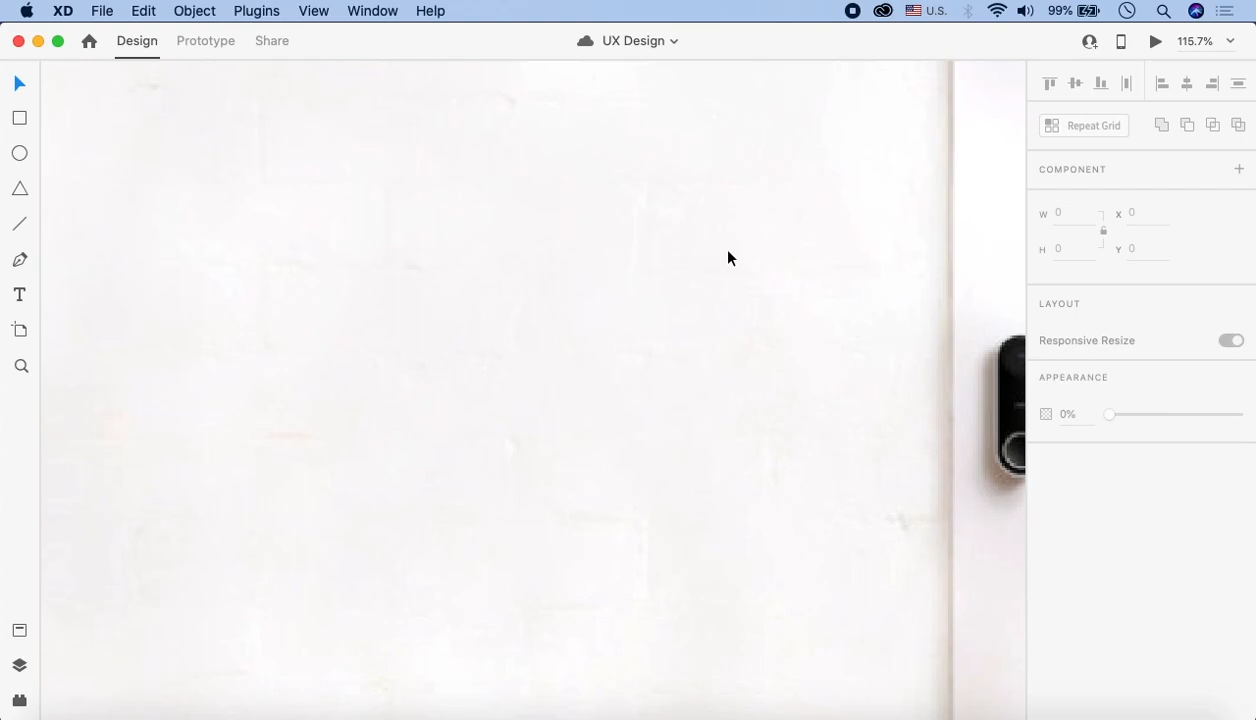 XD File Edit Object Plugins View Window Help U.S. 99%
Design Prototype Share UX Design 115.7%
Repeat Grid
COMPONENT
W 0 X 0
H 0 Y 0
LAYOUT
Responsive Resize
APPEARANCE
0%
T